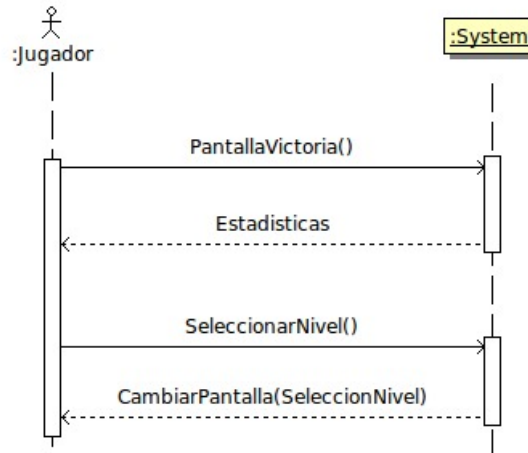 :Jugador
:System
PantallaVictoria()
Estadisticas
SeleccionarNivel()
CambiarPantalla(SeleccionNivel)